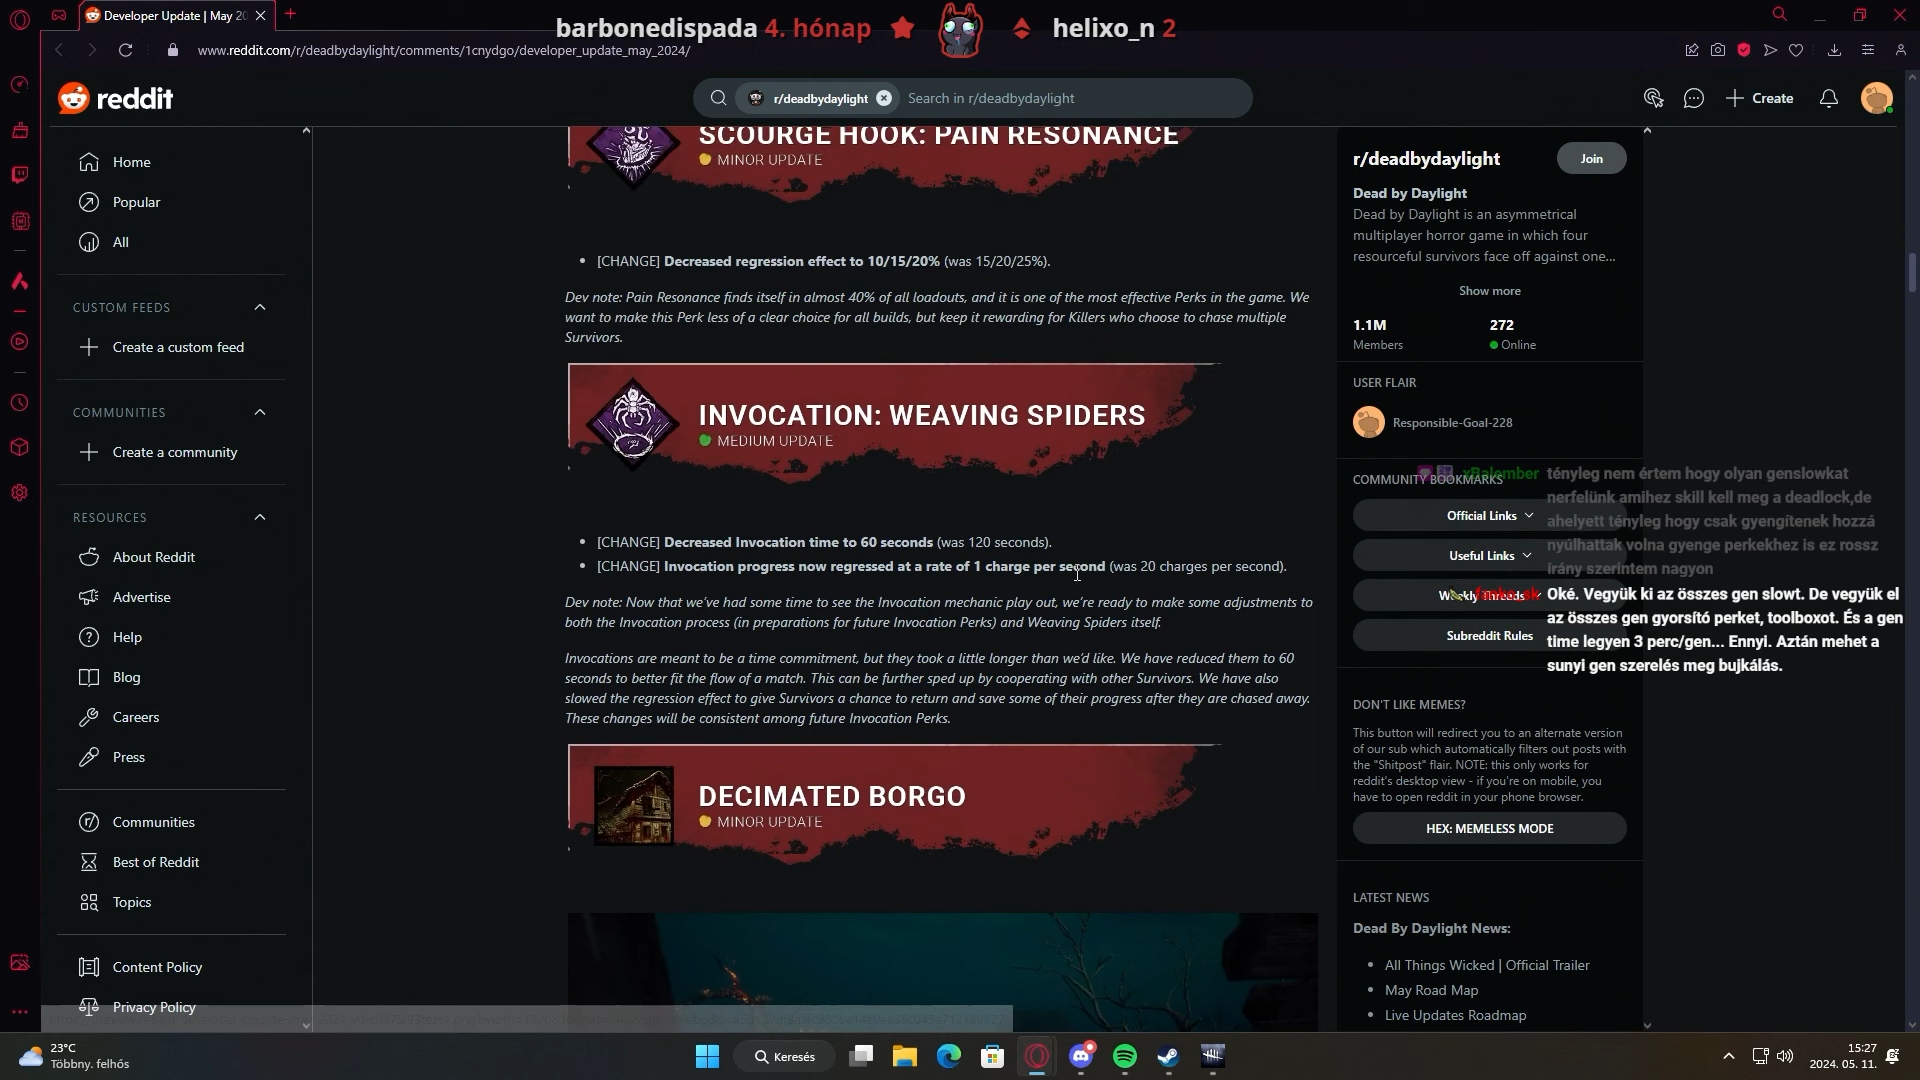 Developer Update | May 20
barbonedispada 4. hónap
helixo_n 2
www.reddit.com/r/deadbydaylight/comments/1cnydgo/developer_update_may_2024/
reddit
r/deadbydaylight
Search in r/deadbydaylight
Create
Home
Popular
All
CUSTOM FEEDS
Create a custom feed
COMMUNITIES
Create a community
RESOURCES
About Reddit
Advertise
Help
Blog
Careers
Press
Communities
Best of Reddit
Topics
Content Policy
Privacy Policy
SCOURGE HOOK: PAIN RESONANCE
MINOR UPDATE
[CHANGE] Decreased regression effect to 10/15/20% (was 15/20/25%).
Dev note: Pain Resonance finds itself in almost 40% of all loadouts, and it is one of the most effective Perks in the game. We
want to make this Perk less of a clear choice for all builds, but keep it rewarding for Killers who choose to chase multiple
Survivors.
INVOCATION: WEAVING SPIDERS
MEDIUM UPDATE
[CHANGE] Decreased Invocation time to 60 seconds (was 120 seconds).
[CHANGE] Invocation progress now regressed at a rate of 1 charge per second (was 20 charges per second).
Dev note: Now that we've had some time to see the Invocation mechanic play out, we're ready to make some adjustments to
both the Invocation process (in preparations for future Invocation Perks) and Weaving Spiders itself.
Invocations are meant to be a time commitment, but they took a little longer than we'd like. We have reduced them to 60
seconds to better fit the flow of a match. This can be further sped up by cooperating with other Survivors. We have also
slowed the regression effect to give Survivors a chance to return and save some of their progress after they are chased away.
These changes will be consistent among future Invocation Perks.
DECIMATED BORGO
MINOR UPDATE
r/deadbydaylight
Join
Dead by Daylight
Dead by Daylight is an asymmetrical
multiplayer horror game in which four
resourceful survivors face off against one...
Show more
1.1M
272
Members
Online
USER FLAIR
Responsible-Goal-228
COMMUNITY BOOKMARKS
Official Links
Useful Links
Weekly Threads
Subreddit Rules
xBalember tényleg nem értem hogy olyan genslowkat
nerfelünk amihez skill kell meg a deadlock,de
ahelyett tényleg hogy csak gyengítenek hozzá
nyúlhattak volna gyenge perkekhez is ez rossz
írány szerintem nagyon
Oké. Vegyük ki az összes gen slowt. De vegyük el
az összes gen gyorsító perket, toolboxot. És a gen
time legyen 3 perc/gen... Ennyi. Aztán mehet a
sunyi gen szerelés meg bujkálás.
DON'T LIKE MEMES?
This button will redirect you to an alternate version
of our sub which automatically filters out posts with
the "Shitpost" flair. NOTE: this only works for
reddit's desktop view - if you're on mobile, you
have to open reddit in your phone browser.
HEX: MEMELESS MODE
LATEST NEWS
Dead By Daylight News:
All Things Wicked | Official Trailer
May Road Map
Live Updates Roadmap
23°C
Többny. felhős
Keresés
15:27
2024. 05. 11.